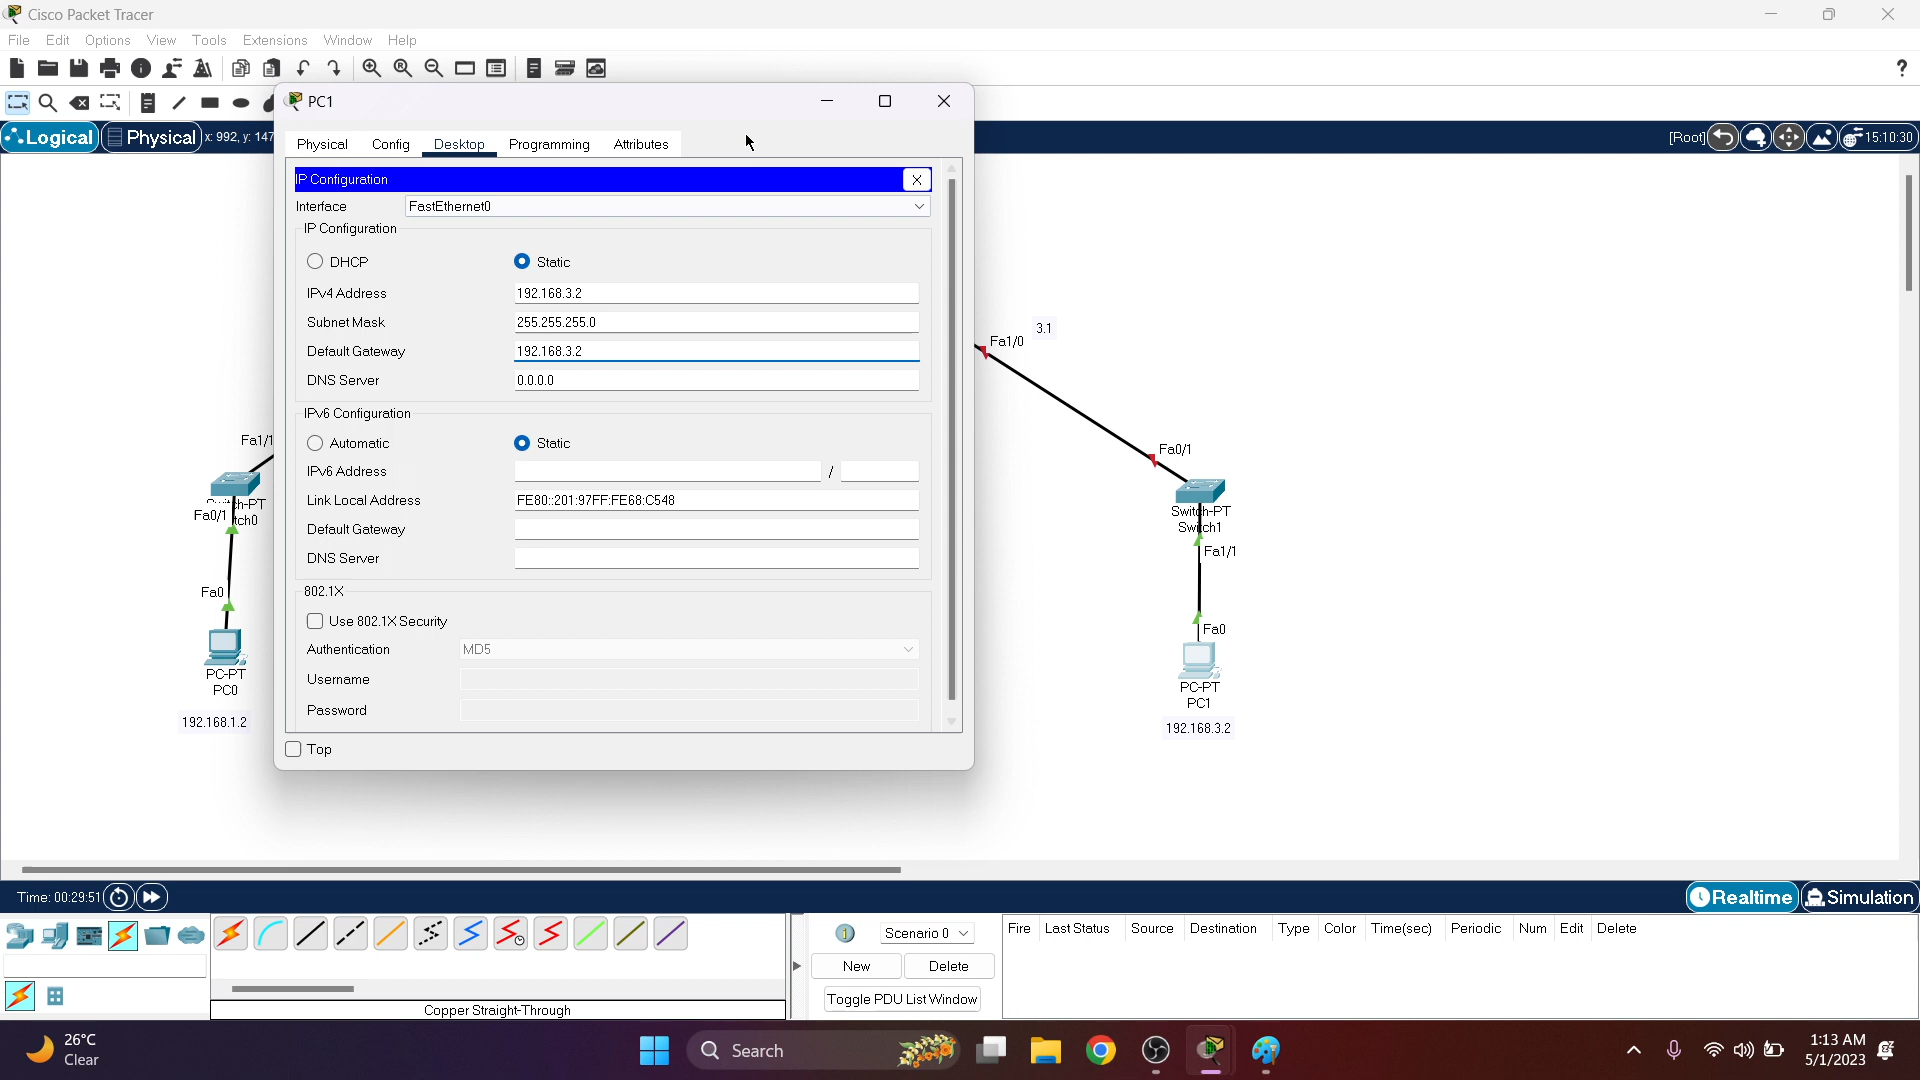 Cisco Packet Tracer
File Edit Options View Tools Extensions Window Help
?
PC1
Logical
Physical
x: 992, y: 147
[Root]
15:10:30
Physical Config Desktop Programming Attributes
IP Configuration
X
Interface FastEthernet0
IP Configuration
DHCP Static
IPv4 Address 192.168.3.2
Subnet Mask 255.255.255.0
Default Gateway 192.168.3.2
DNS Server 0.0.0.0
IPv6 Configuration
Automatic Static
IPv6 Address /
Link Local Address FE80::201:97FF:FE68:C548
Default Gateway
DNS Server
802.1X
Use 802.1X Security
Authentication MD5
Username
Password
Top
Fa1/1
Fa0/1
Fa0
PC-PT
PC0
192.168.1.2
3.1
Fa1/0
Fa0/1
Switch-PT
Switch1
Fa1/1
Fa0
PC-PT
PC1
192.168.3.2
Time: 00:29:51
Realtime
Simulation
Scenario 0
New Delete
Toggle PDU List Window
Fire Last Status Source Destination Type Color Time(sec) Periodic Num Edit Delete
Copper Straight-Through
26°C
Clear
Search
1:13 AM
5/1/2023